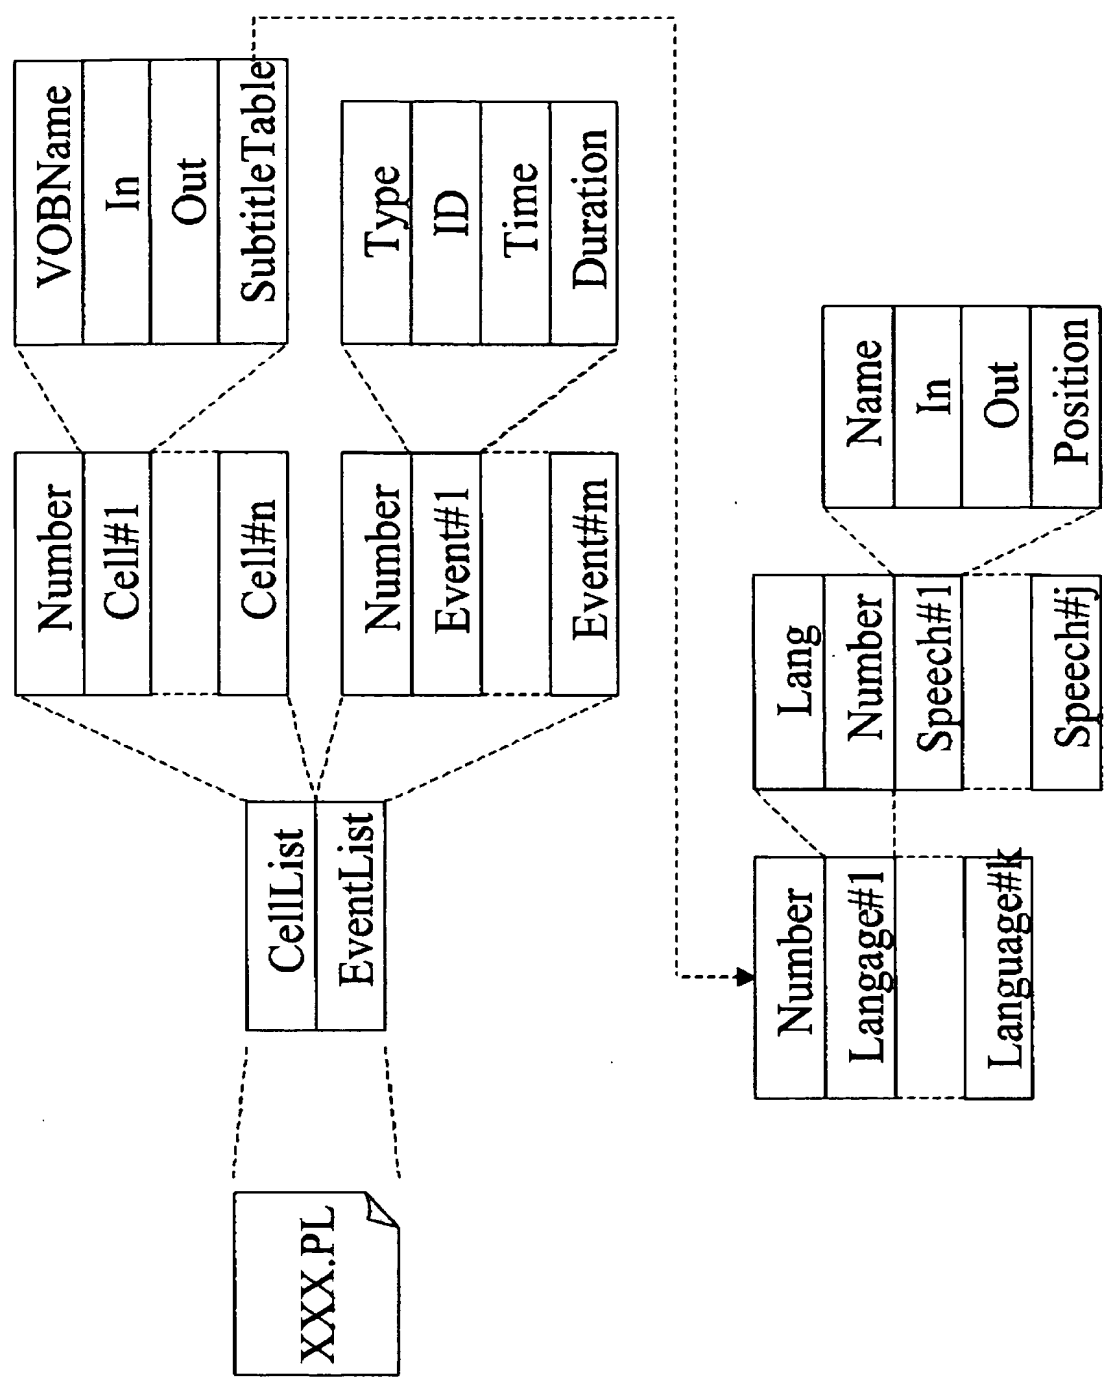 XXX.PL
CellList
EventList
Number
Cell#1
Cell#n
Number
Event#1
Event#m
VOBName
In
Out
SubtitleTable
Type
ID
Time
Duration
Number
Langage#1
Language#k
Lang
Number
Speech#1
Speech#j
Name
In
Out
Position